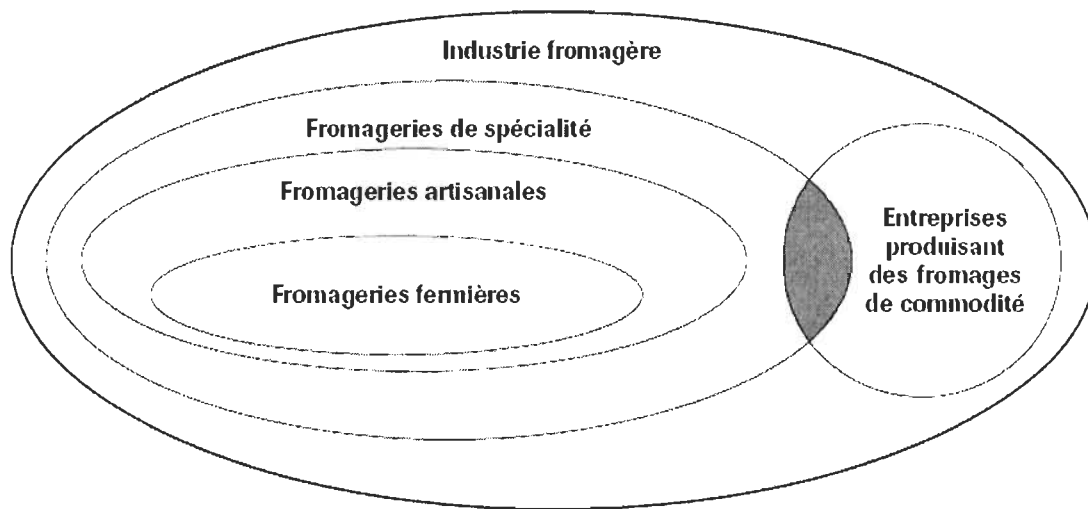 Industrie fromagère
Fromageries de spécialité
Fromageries artisanales
Fromageries fermières
Entreprises
produisant
des fromages
de commodité